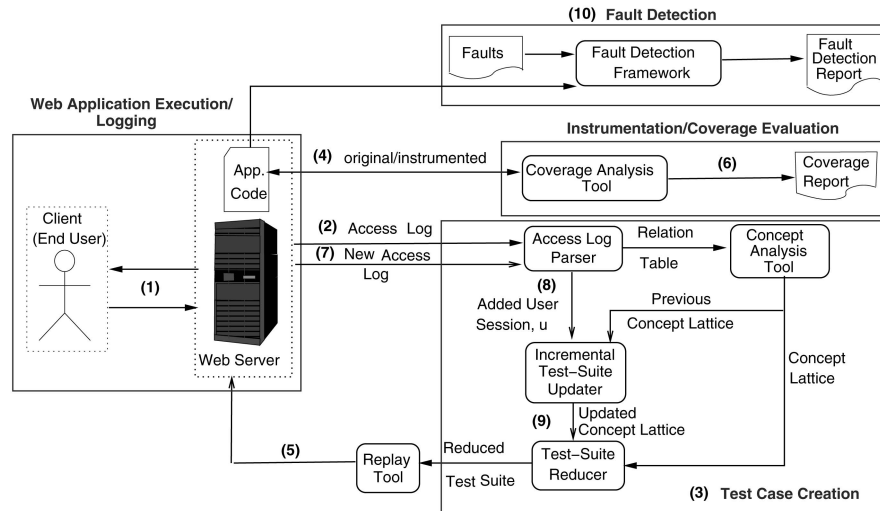 (10) Fault Detection
Faults
Fault Detection
Framework
Fault
Detection
Report
Web Application Execution/
Logging
Instrumentation/Coverage Evaluation
App.
Code
(4) original/instrumented
Coverage Analysis
Tool
(6)
Coverage
Report
Client
(End User)
(1)
Web Server
(2) Access Log
(7) New Access
Log
Access Log
Parser
Relation
Table
Concept
Analysis
Tool
(8)
Added User
Session, u
Previous
Concept Lattice
Incremental
Test–Suite
Updater
Concept
Lattice
(9)
Updated
Concept Lattice
(5)
Replay
Tool
Reduced
Test Suite
Test–Suite
Reducer
(3) Test Case Creation